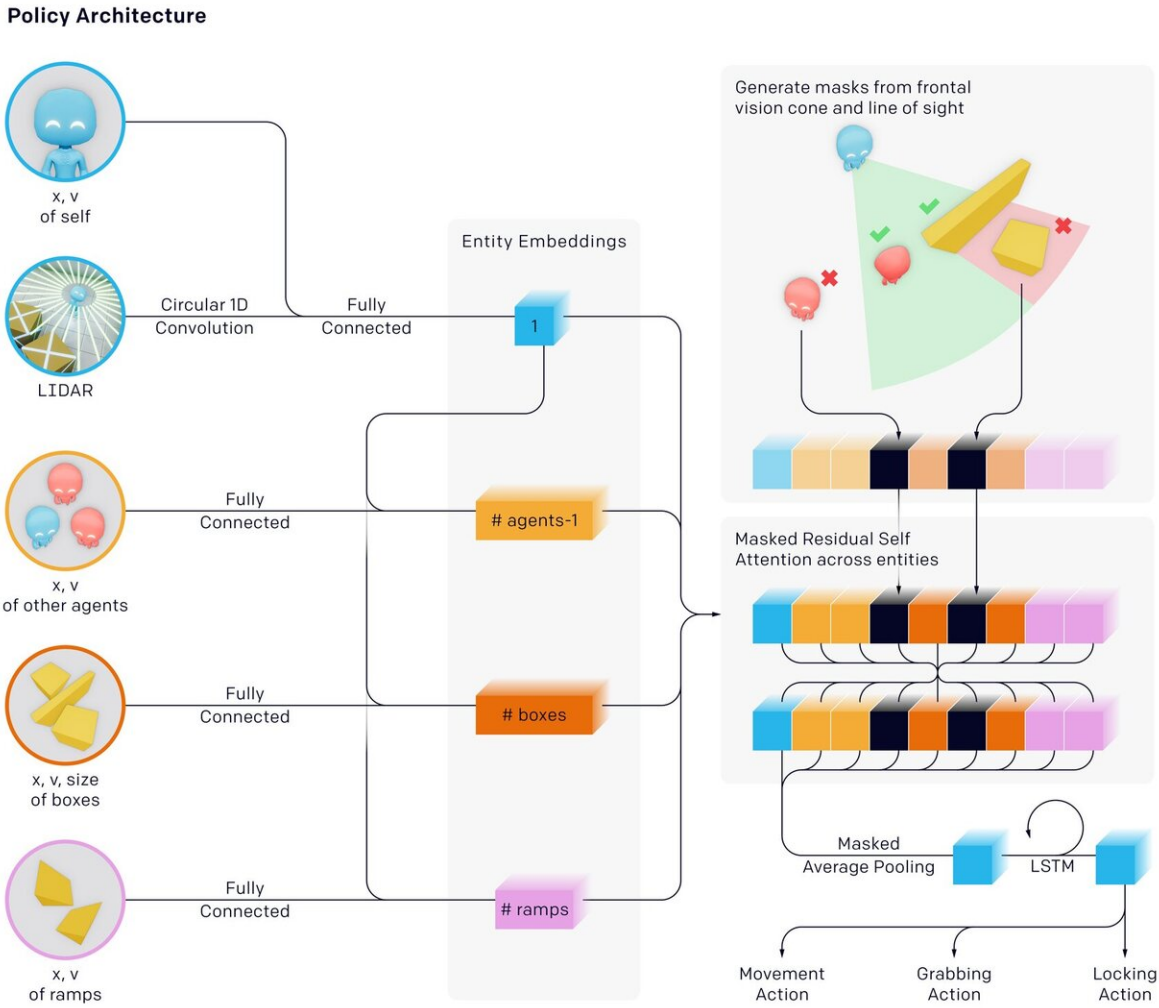 Policy Architecture
x, v
of self
Circular 1D
Convolution
Fully
Connected
LIDAR
Fully
Connected
x, v
of other agents
Fully
Connected
x, v, size
of boxes
Fully
Connected
x, v
of ramps
Entity Embeddings
1
# agents-1
# boxes
# ramps
Generate masks from frontal
vision cone and line of sight
Masked Residual Self
Attention across entities
Masked
Average Pooling
LSTM
Movement
Action
Grabbing
Action
Locking
Action